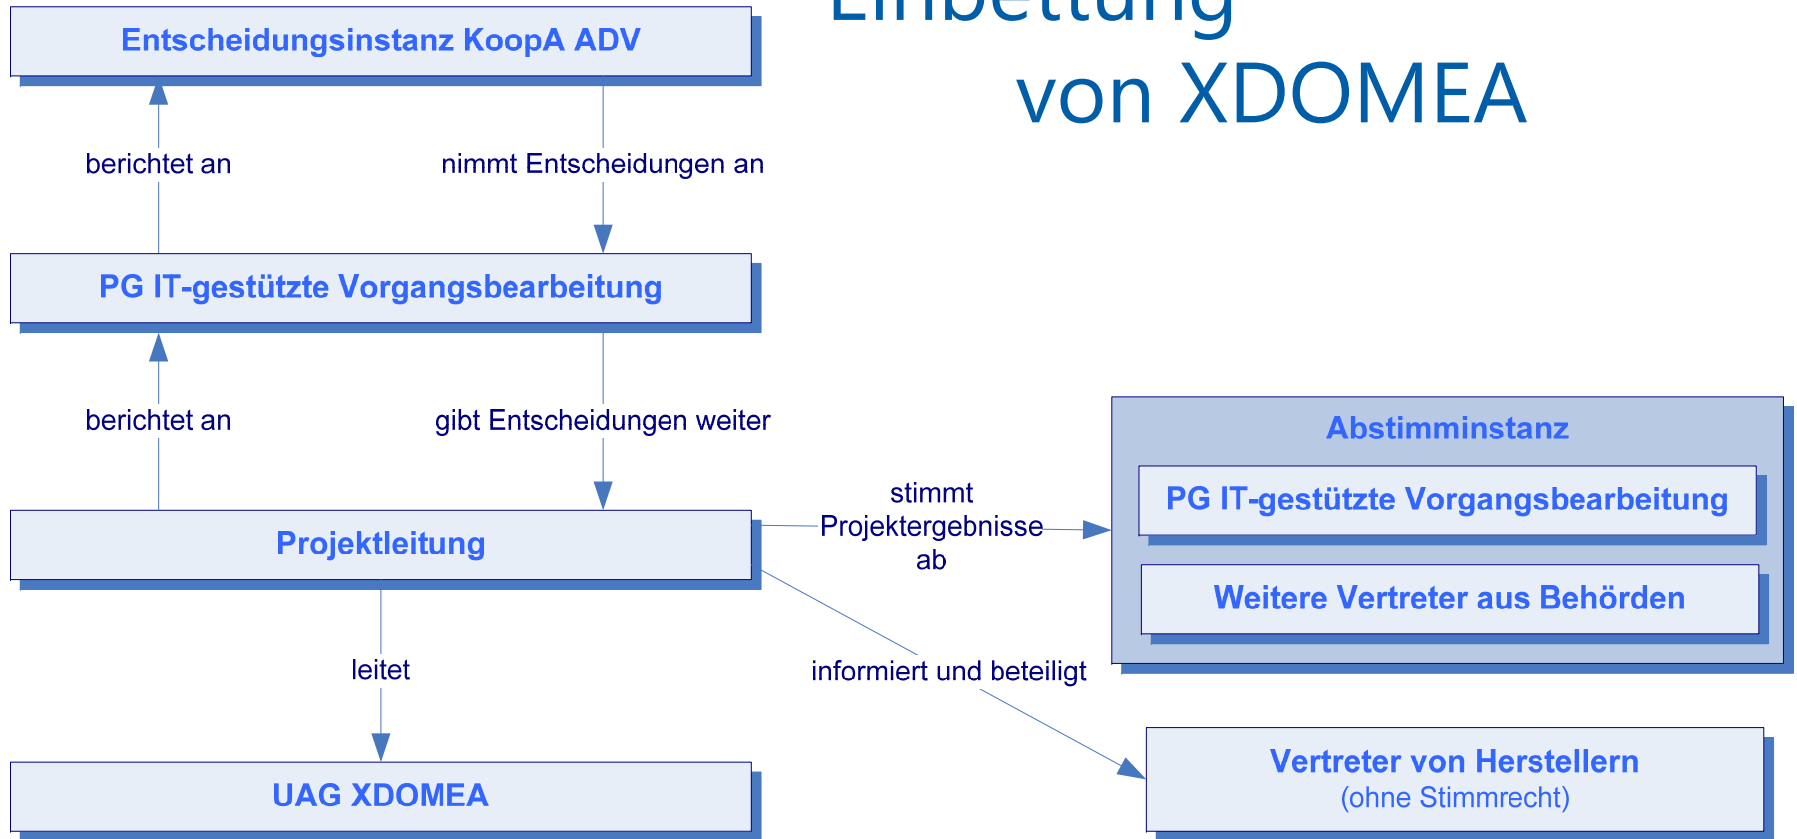 Einbettung
von XDOMEA
Entscheidungsinstanz KoopA ADV
berichtet an
nimmt Entscheidungen an
PG IT-gestützte Vorgangsbearbeitung
berichtet an
gibt Entscheidungen weiter
Projektleitung
stimmt
Projektergebnisse
ab
Abstimminstanz
PG IT-gestützte Vorgangsbearbeitung
Weitere Vertreter aus Behörden
leitet
informiert und beteiligt
UAG XDOMEA
Vertreter von Herstellern
(ohne Stimmrecht)